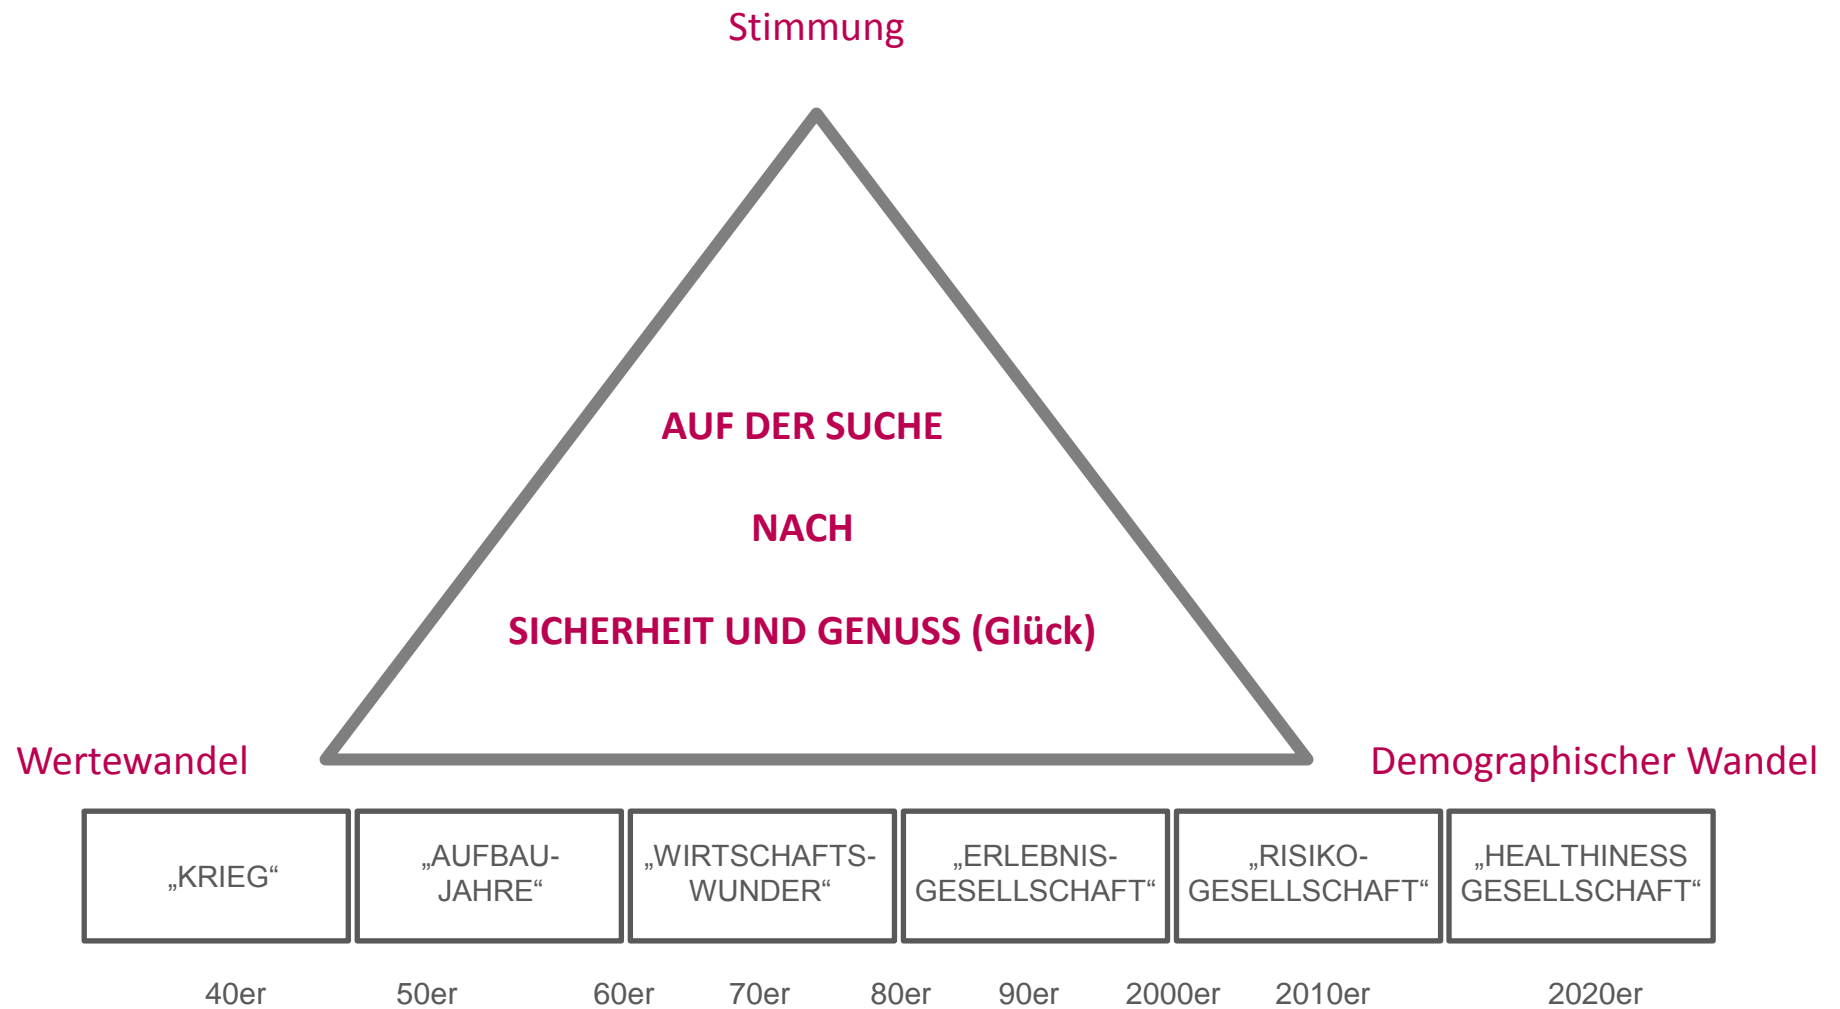 Stimmung
AUF DER SUCHE
NACH
SICHERHEIT UND GENUSS (Glück)
Wertewandel
Demographischer Wandel
„KRIEG“
„AUFBAU-
JAHRE“
„WIRTSCHAFTS-
WUNDER“
„ERLEBNIS-
GESELLSCHAFT“
„RISIKO-
GESELLSCHAFT“
„HEALTHINESS
GESELLSCHAFT“
40er 50er 60er 70er 80er 90er 2000er 2010er 2020er